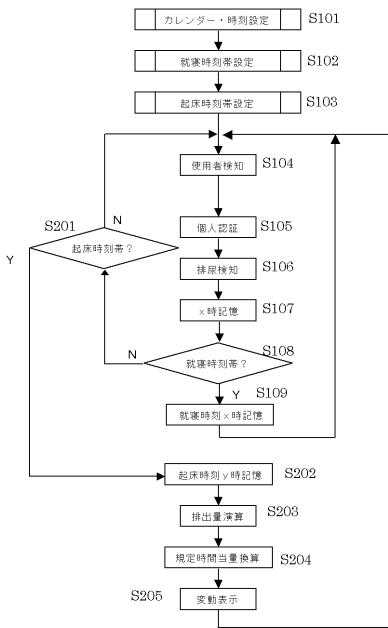 カレンダー・時刻設定 S101
就寝時刻帯設定 S102
起床時刻帯設定 S103
使用者検知 S104
個人認証 S105
排尿検知 S106
x時記憶 S107
就寝時刻帯? S108
N
Y
就寝時刻x時記憶 S109
S201
起床時刻帯?
N
Y
起床時刻y時記憶 S202
排出量演算 S203
規定時間当量換算 S204
変動表示 S205